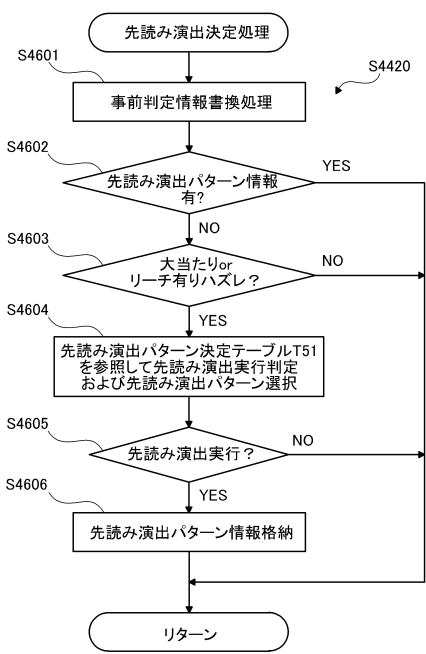 先読み演出決定処理
S4601
S4420
事前判定情報書換処理
S4602
先読み演出パターン情報
有?
YES
NO
S4603
大当たりor
リーチ有りハズレ？
NO
YES
S4604
先読み演出パターン決定テーブルT51
を参照して先読み演出実行判定
および先読み演出パターン選択
S4605
先読み演出実行？
NO
YES
S4606
先読み演出パターン情報格納
リターン